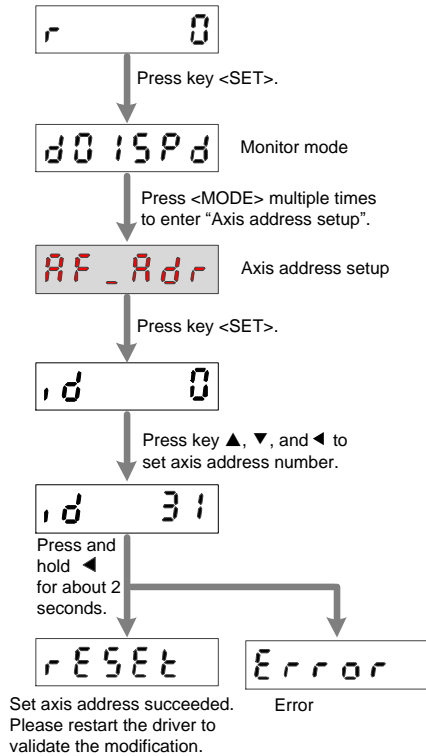 r 0
Press key <SET>.
d01SPd
Monitor mode
Press <MODE> multiple times
to enter “Axis address setup”.
AF_Adr
Axis address setup
Press key <SET>.
id 0
Press key ▲, ▼, and ◀ to
set axis address number.
id 31
Press and
hold ◀
for about 2
seconds.
rESEt
Set axis address succeeded.
Please restart the driver to
validate the modification.
Error
Error